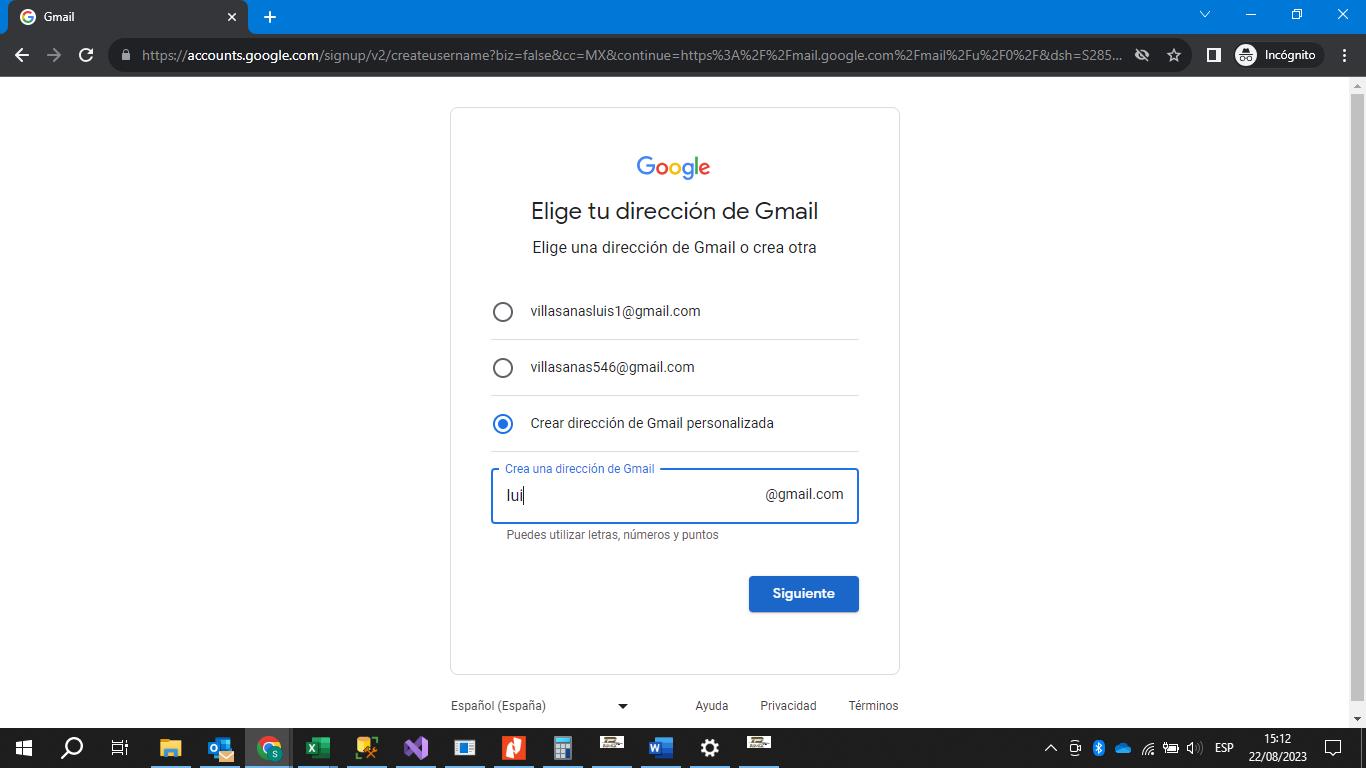 Gmail
https://accounts.google.com/signup/v2/createusername?biz=false&cc=MX&continue=https%3A%2F%2Fmail.google.com%2Fmail%2Fu%2F0%2F&dsh=S285...
Incógnito
Google
Elige tu dirección de Gmail
Elige una dirección de Gmail o crea otra
villasanasluis1@gmail.com
villasanas546@gmail.com
Crear dirección de Gmail personalizada
Crea una dirección de Gmail
lui @gmail.com
Puedes utilizar letras, números y puntos
Siguiente
Español (España) Ayuda Privacidad Términos
ESP
15:12
22/08/2023